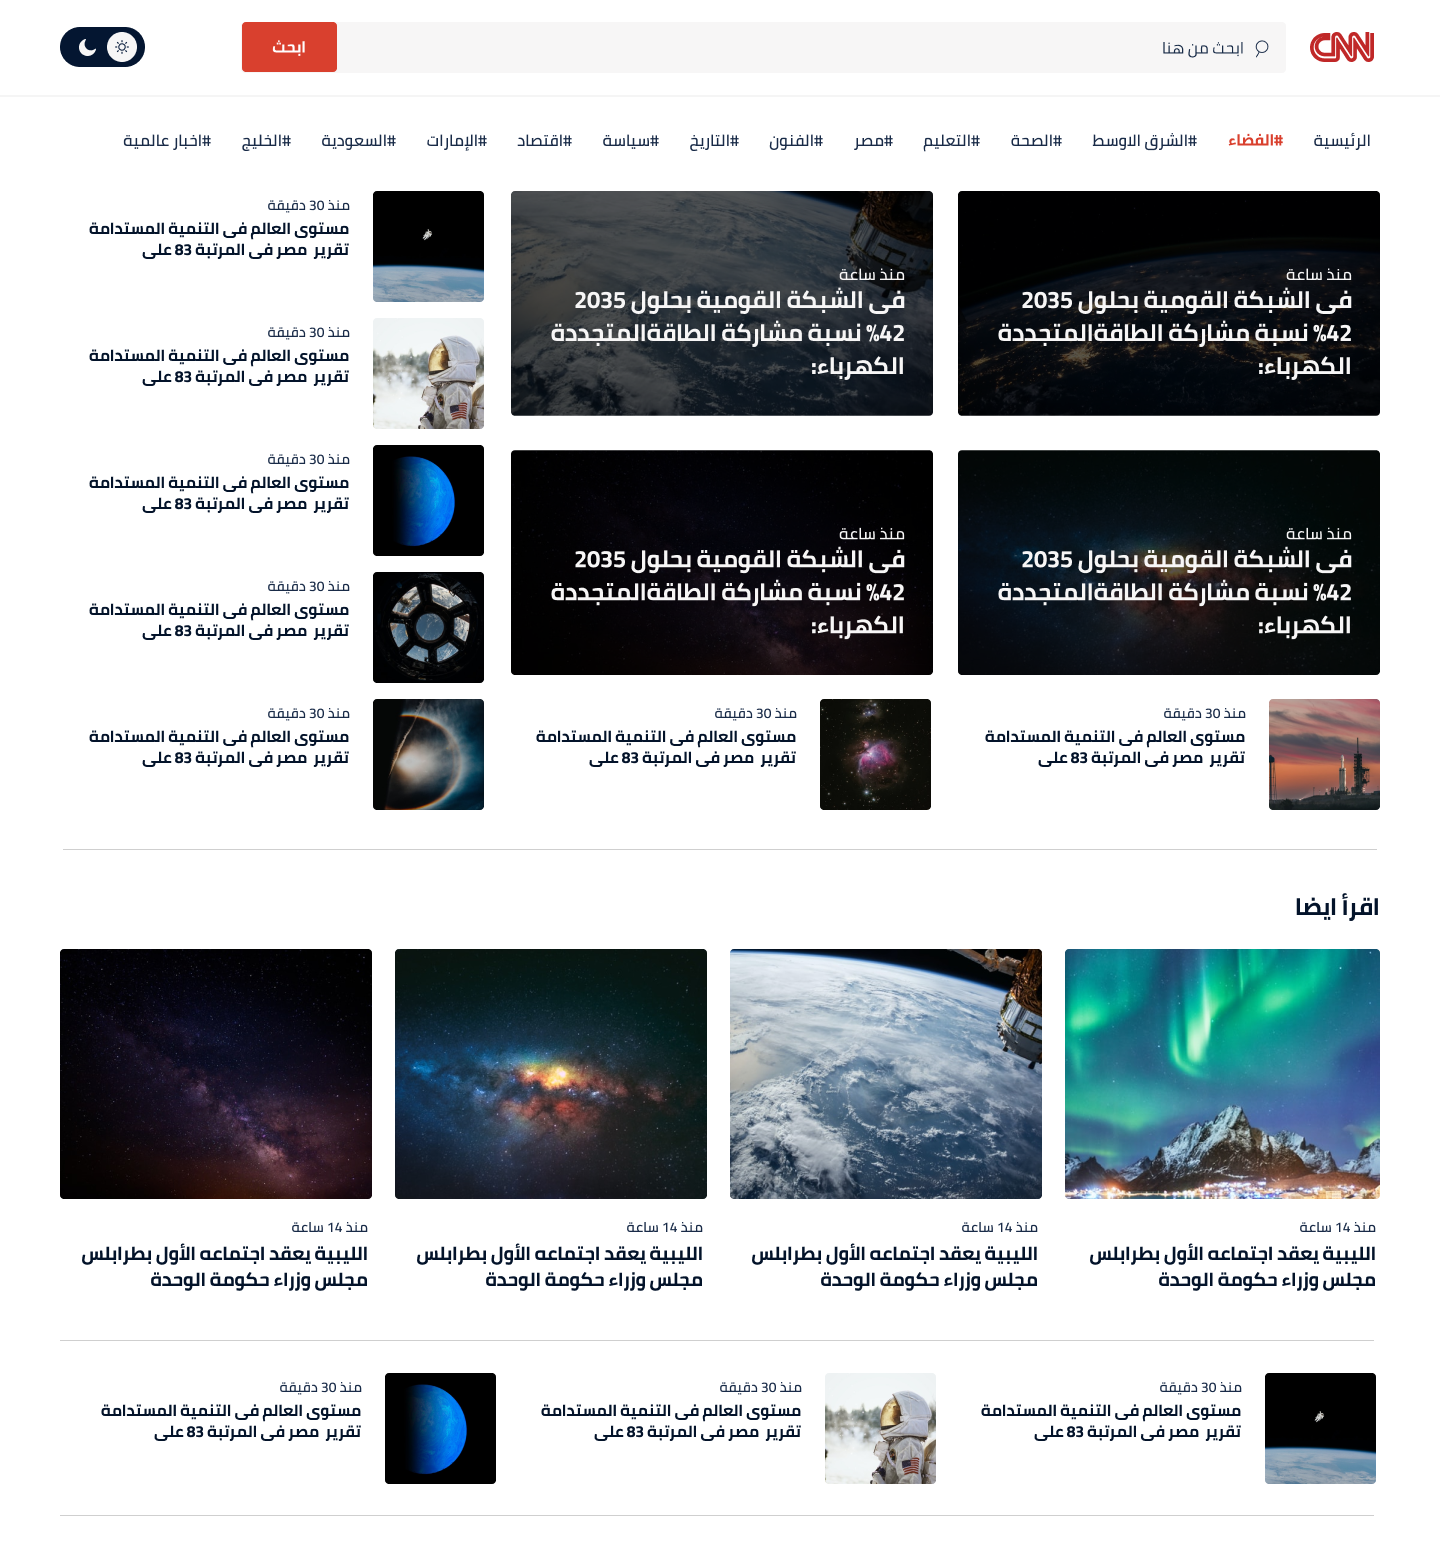 CNN
ابحث من هنا
ابحث
الرئيسية
#الفضاء
#الشرق الاوسط
#الصحة
#التعليم
#مصر
#الفنون
#التاريخ
#سياسة
#اقتصاد
#الإمارات
#السعودية
#الخليج
#اخبار عالمية
منذ ساعة
فى الشبكة القومية بحلول 2035
42% نسبة مشاركة الطاقةالمتجددة
الكهرباء:
منذ ساعة
فى الشبكة القومية بحلول 2035
42% نسبة مشاركة الطاقةالمتجددة
الكهرباء:
منذ ساعة
فى الشبكة القومية بحلول 2035
42% نسبة مشاركة الطاقةالمتجددة
الكهرباء:
منذ ساعة
فى الشبكة القومية بحلول 2035
42% نسبة مشاركة الطاقةالمتجددة
الكهرباء:
منذ 30 دقيقة
مستوى العالم فى التنمية المستدامة
تقرير مصر فى المرتبة 83 على
منذ 30 دقيقة
مستوى العالم فى التنمية المستدامة
تقرير مصر فى المرتبة 83 على
منذ 30 دقيقة
مستوى العالم فى التنمية المستدامة
تقرير مصر فى المرتبة 83 على
منذ 30 دقيقة
مستوى العالم فى التنمية المستدامة
تقرير مصر فى المرتبة 83 على
منذ 30 دقيقة
مستوى العالم فى التنمية المستدامة
تقرير مصر فى المرتبة 83 على
منذ 30 دقيقة
مستوى العالم فى التنمية المستدامة
تقرير مصر فى المرتبة 83 على
منذ 30 دقيقة
مستوى العالم فى التنمية المستدامة
تقرير مصر فى المرتبة 83 على
اقرأ ايضا
منذ 14 ساعة
الليبية يعقد اجتماعه الأول بطرابلس
مجلس وزراء حكومة الوحدة
منذ 14 ساعة
الليبية يعقد اجتماعه الأول بطرابلس
مجلس وزراء حكومة الوحدة
منذ 14 ساعة
الليبية يعقد اجتماعه الأول بطرابلس
مجلس وزراء حكومة الوحدة
منذ 14 ساعة
الليبية يعقد اجتماعه الأول بطرابلس
مجلس وزراء حكومة الوحدة
منذ 30 دقيقة
مستوى العالم فى التنمية المستدامة
تقرير مصر فى المرتبة 83 على
منذ 30 دقيقة
مستوى العالم فى التنمية المستدامة
تقرير مصر فى المرتبة 83 على
منذ 30 دقيقة
مستوى العالم فى التنمية المستدامة
تقرير مصر فى المرتبة 83 على